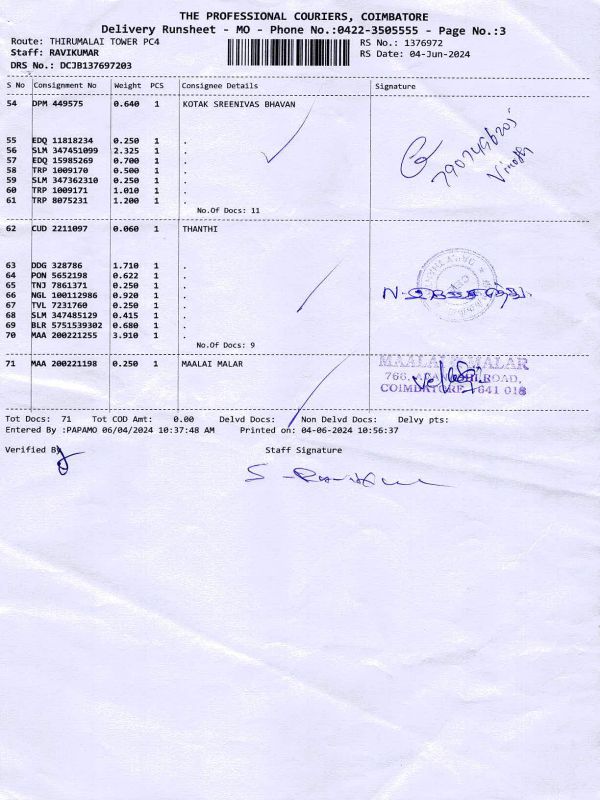 THE PROFESSIONAL COURIERS, COIMBATORE
Delivery Runsheet - MO - Phone No.:0422-3505555 - Page No.:3
Route: THIRUMALAI TOWER PC4 RS No.: 1376972
Staff: RAVIKUMAR RS Date: 04-Jun-2024
DRS No.: DCJB137697203
S No Consignment No Weight PCS Consignee Details Signature
54 DPM 449575 0.640 1 KOTAK SREENIVAS BHAVAN
55 EDQ 11818234 0.250 1 .
56 SLM 347451099 2.325 1 .
57 EDQ 15985269 0.700 1 .
58 TRP 1009170 0.500 1 .
59 SLM 347362310 0.250 1 .
60 TRP 1009171 1.010 1 .
61 TRP 8075231 1.200 1 .
No.Of Docs: 11
62 CUD 2211097 0.060 1 THANTHI
63 DDG 328786 1.710 1 .
64 PON 5652198 0.622 1 .
65 TNJ 7861371 0.250 1 .
66 NGL 100112986 0.920 1 .
67 TVL 7231760 0.250 1 .
68 SLM 347485129 0.415 1 .
69 BLR 5751539302 0.680 1 .
70 MAA 200221255 3.910 1 .
No.Of Docs: 9
71 MAA 200221198 0.250 1 MAALAI MALAR
MAALAI MALAR
ROAD,
COIMBATORE - 641 018
Tot Docs: 71 Tot COD Amt: 0.00 Delvd Docs: Non Delvd Docs: Delvy pts:
Entered By :PAPAMO 06/04/2024 10:37:48 AM Printed on: 04-06-2024 10:56:37
Verified By Staff Signature